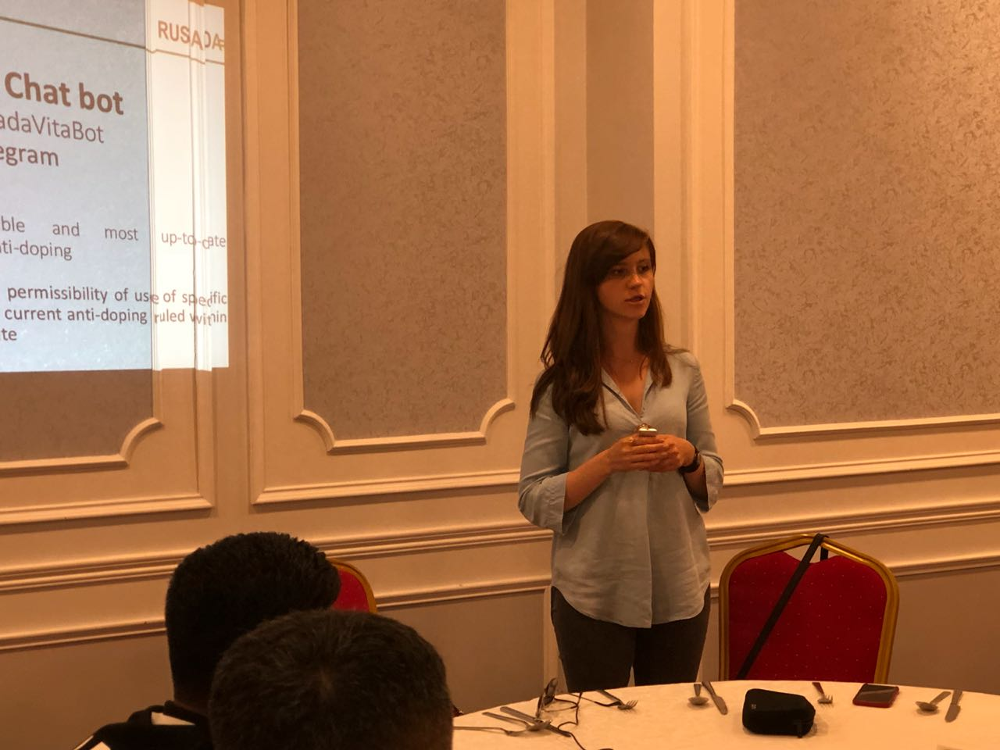 RUSADA
Chat bot
adaVitaBot
egram
ble and most up-to-date
ti-doping
permissibility of use of specific
current anti-doping ruled within
te